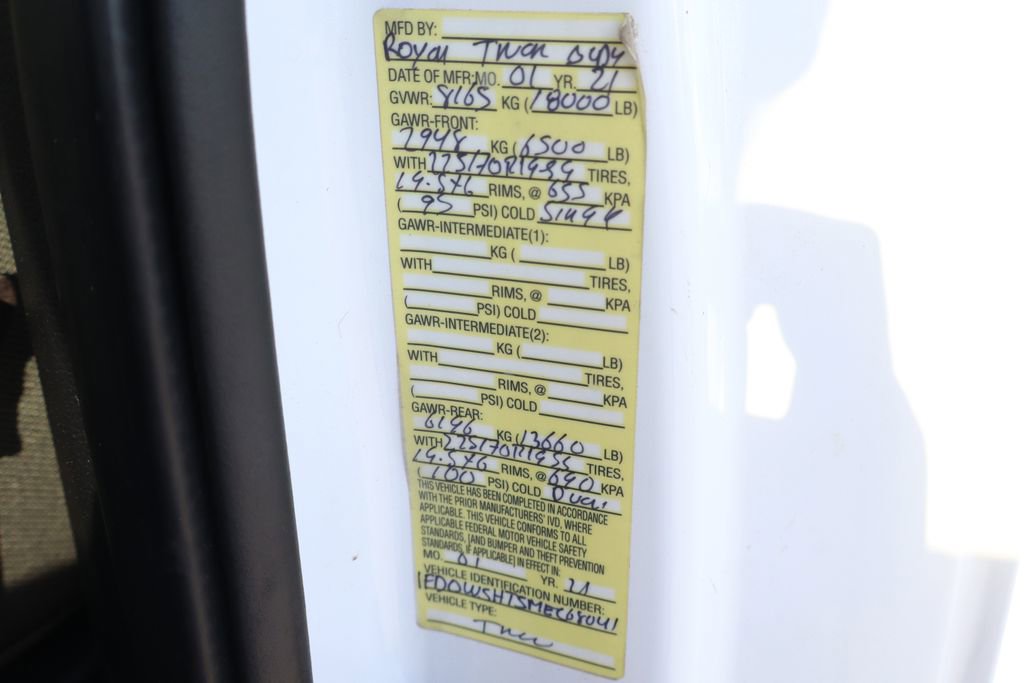 MFD BY:
Royal Truck Body
DATE OF MFR: MO. 01 YR. 21
GVWR: 8165 KG (18000 LB)
GAWR-FRONT:
2948 KG (6500 LB)
WITH 225/70R19.5G TIRES,
19.5X6 RIMS, @ 655 KPA
(95 PSI) COLD Single
GAWR-INTERMEDIATE(1):
KG ( LB)
WITH TIRES,
RIMS, @ KPA
( PSI) COLD
GAWR-INTERMEDIATE(2):
KG ( LB)
WITH TIRES,
RIMS, @ KPA
( PSI) COLD
GAWR-REAR:
6196 KG (13660 LB)
WITH 225/70R19.5G TIRES,
19.5X6 RIMS, @ 690 KPA
(100 PSI) COLD Dual
THIS VEHICLE HAS BEEN COMPLETED IN ACCORDANCE
WITH THE PRIOR MANUFACTURERS' IVD, WHERE
APPLICABLE. THIS VEHICLE CONFORMS TO ALL
APPLICABLE FEDERAL MOTOR VEHICLE SAFETY
STANDARDS, [AND BUMPER AND THEFT PREVENTION
STANDARDS, IF APPLICABLE] IN EFFECT IN:
MO. 01 YR. 21
VEHICLE IDENTIFICATION NUMBER:
VEHICLE TYPE: